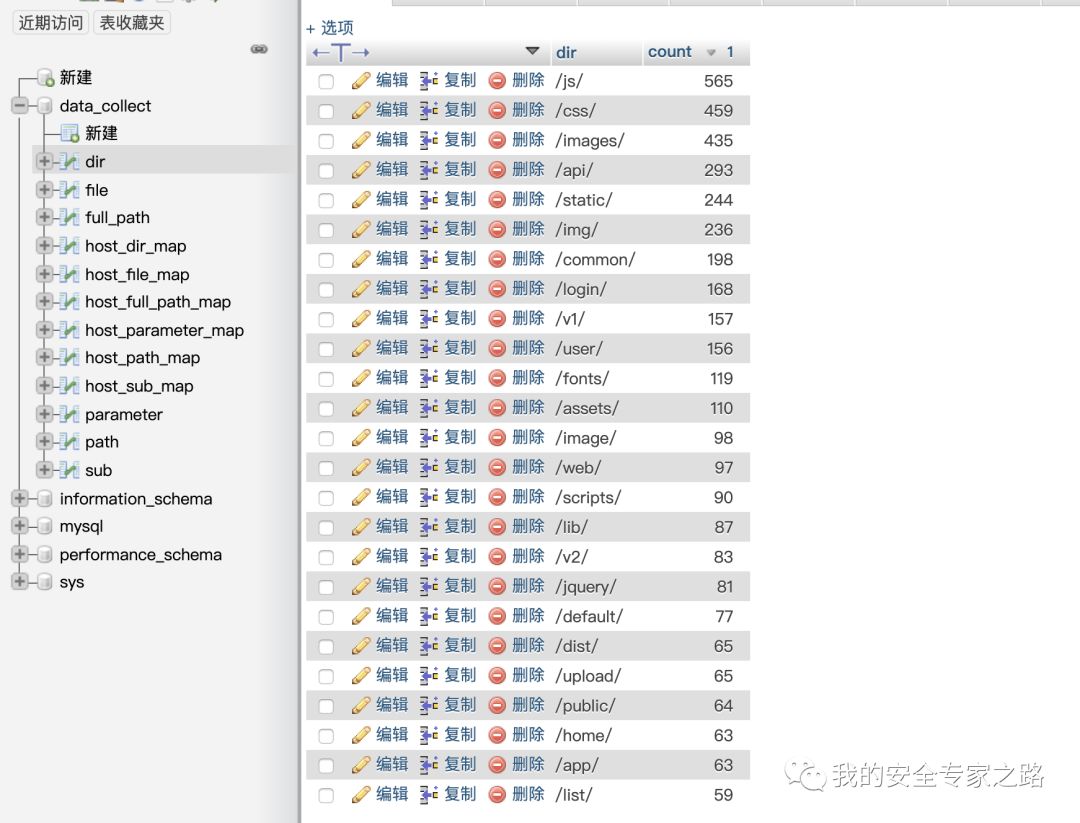 近期访问 表收藏夹
新建
data_collect
新建
dir
file
full_path
host_dir_map
host_file_map
host_full_path_map
host_parameter_map
host_path_map
host_sub_map
parameter
path
sub
information_schema
mysql
performance_schema
sys
+ 选项
←T→ dir count 1
编辑 复制 删除 /js/ 565
编辑 复制 删除 /css/ 459
编辑 复制 删除 /images/ 435
编辑 复制 删除 /api/ 293
编辑 复制 删除 /static/ 244
编辑 复制 删除 /img/ 236
编辑 复制 删除 /common/ 198
编辑 复制 删除 /login/ 168
编辑 复制 删除 /v1/ 157
编辑 复制 删除 /user/ 156
编辑 复制 删除 /fonts/ 119
编辑 复制 删除 /assets/ 110
编辑 复制 删除 /image/ 98
编辑 复制 删除 /web/ 97
编辑 复制 删除 /scripts/ 90
编辑 复制 删除 /lib/ 87
编辑 复制 删除 /v2/ 83
编辑 复制 删除 /jquery/ 81
编辑 复制 删除 /default/ 77
编辑 复制 删除 /dist/ 65
编辑 复制 删除 /upload/ 65
编辑 复制 删除 /public/ 64
编辑 复制 删除 /home/ 63
编辑 复制 删除 /app/ 63
编辑 复制 删除 /list/ 59
我的安全专家之路